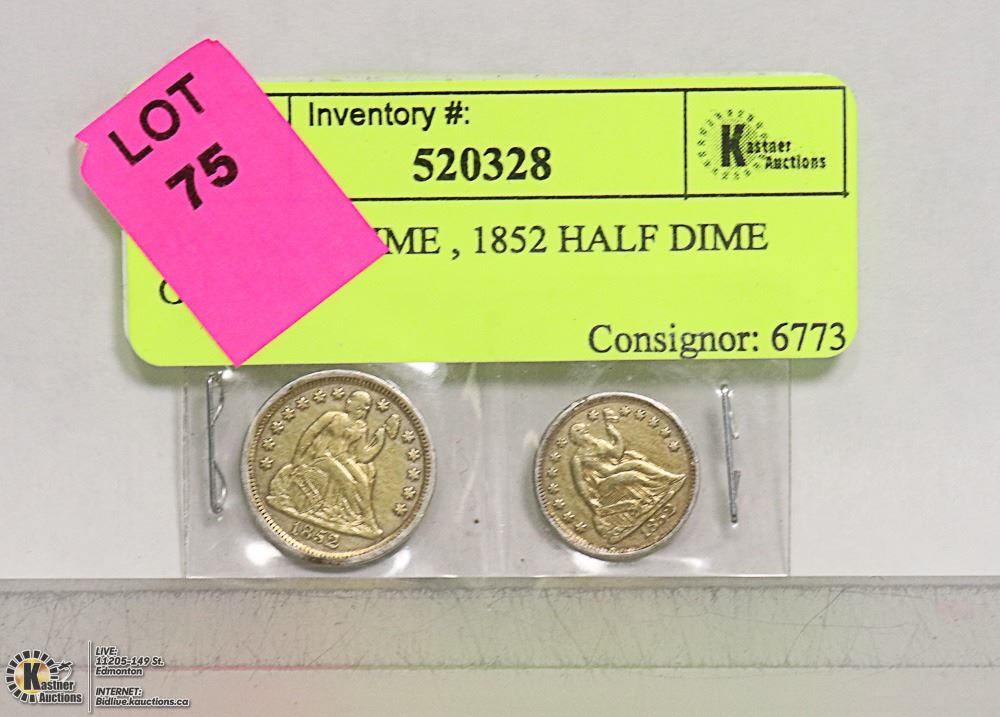 LOT
75
Inventory #:
520328
Kastner
Auctions
IME , 1852 HALF DIME
Consignor: 6773
1852
1852
Kastner
Auctions
LIVE:
11205-149 St.
Edmonton
INTERNET:
Bidlive.kauctions.ca